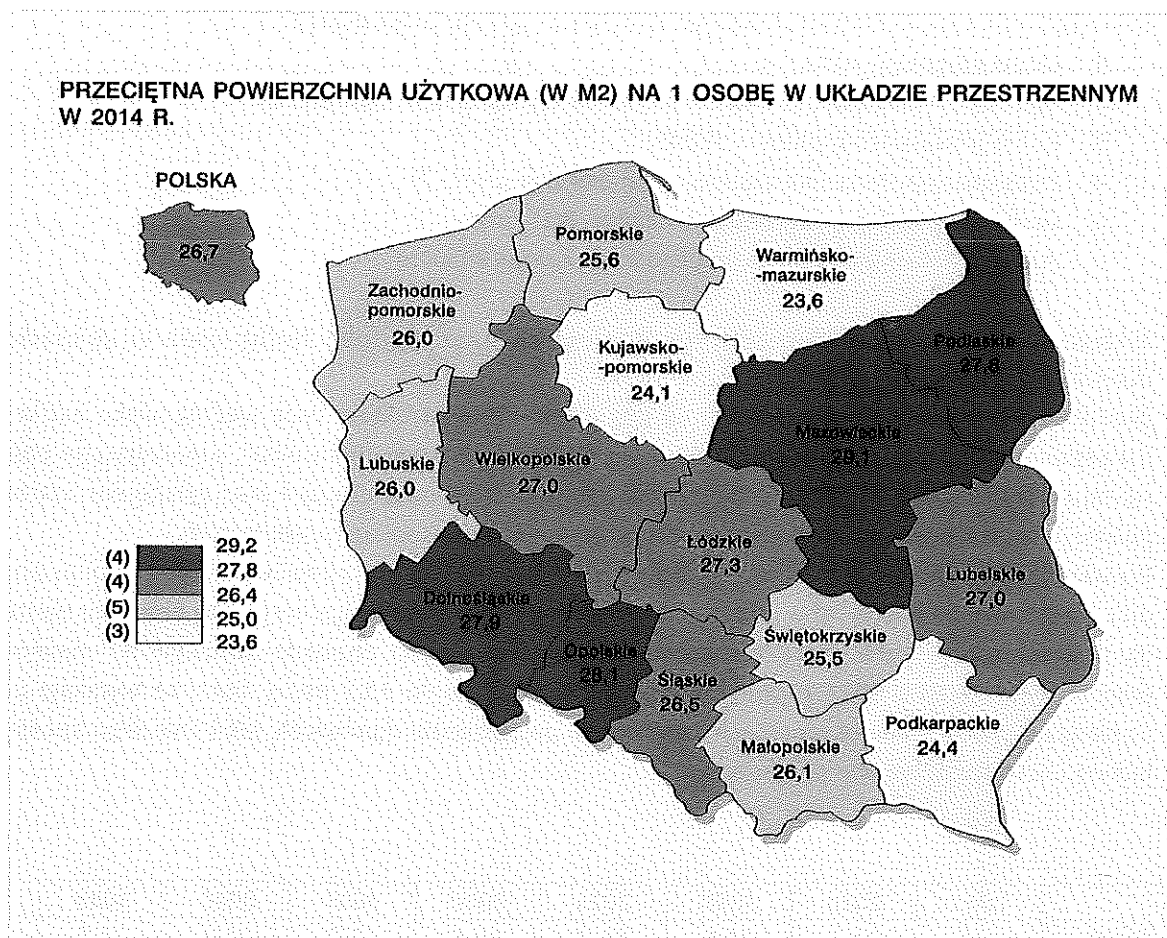 PRZECIĘTNA POWIERZCHNIA UŻYTKOWA (W M2) NA 1 OSOBĘ W UKŁADZIE PRZESTRZENNYM
W 2014 R.
POLSKA
26,7
Pomorskie
25,6
Warmińsko-
-mazurskie
23,6
Zachodnio-
pomorskie
26,0
Kujawsko-
-pomorskie
24,1
Podlaskie
27,8
Mazowieckie
29,1
Lubuskie
26,0
Wielkopolskie
27,0
Łódzkie
27,3
Lubelskie
27,0
Dolnośląskie
27,9
Opolskie
28,1
Śląskie
26,5
Świętokrzyskie
25,5
Małopolskie
26,1
Podkarpackie
24,4
29,2
(4)
27,8
(4)
26,4
(5)
25,0
(3)
23,6